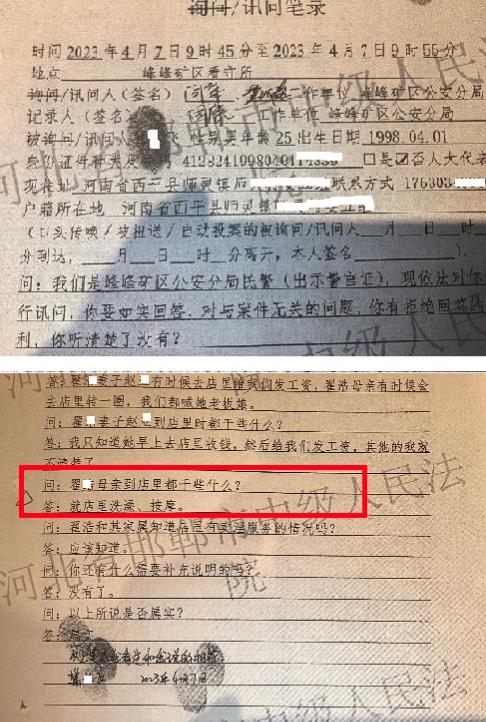 询问/讯问笔录
时间 2023 年 4 月 7 日 9 时 45 分至 2023 年 4 月 7 日 9 时 55 分
地点 峰峰矿区看守所
询问/讯问人（签名） 工作单位 峰峰矿区公安分局
记录人（签名） 工作单位 峰峰矿区公安分局
被询问/讯问人 飞 性别 男 年龄 25 出生日期 1998.04.01
身份证件种类及 □是☑否人大代表
现住址 河南省西平县师灵镇后 联系方式 176303
户籍所在地 河南省西平县师灵镇
（口头传唤/被扭送/自动投案的被询问/讯问人 月 日 时
分到达， 月 日 时 分离开，本人签名 ）.
问：我们是峰峰矿区公安分局民警（出示警官证），现依法对你
行讯问，你要如实回答．对与案件无关的问题，你有拒绝回答
利，你听清楚了没有？
答：翟 妻子赵 有时候去店里给我们发工资，翟浩母亲有时候会
去店里转一圈，我们都喊她老板娘。
问：翟 妻子赵 到店里时都干些什么？
答：我只知道她早上去店里收钱，然后给我们发工资，其他的我就
不清楚了
问：翟 母亲到店里都干些什么？
答：就店里洗澡、按摩。
问：翟浩和其家属知道店里有 服务的情况吗？
答：应该知道。
问：你还有什么需要补充说明的吗？
答：没有了。
问：以上所说是否属实？
答：属实
2023年4月7日
河北省邯郸市中级人民法院